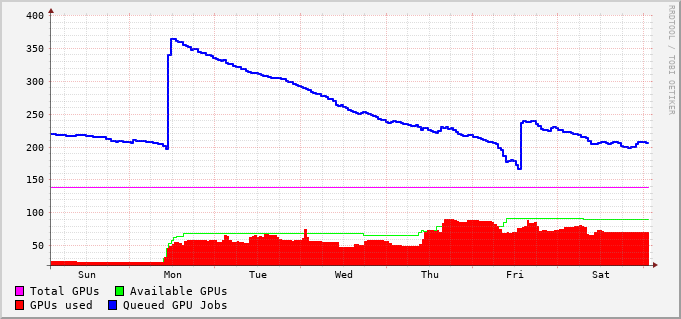 400
350
300
250
200
150
100
50
Sun Mon Tue Wed Thu Fri Sat
Total GPUs Available GPUs
GPUs used Queued GPU Jobs
RRDTOOL / TOBI OETIKER